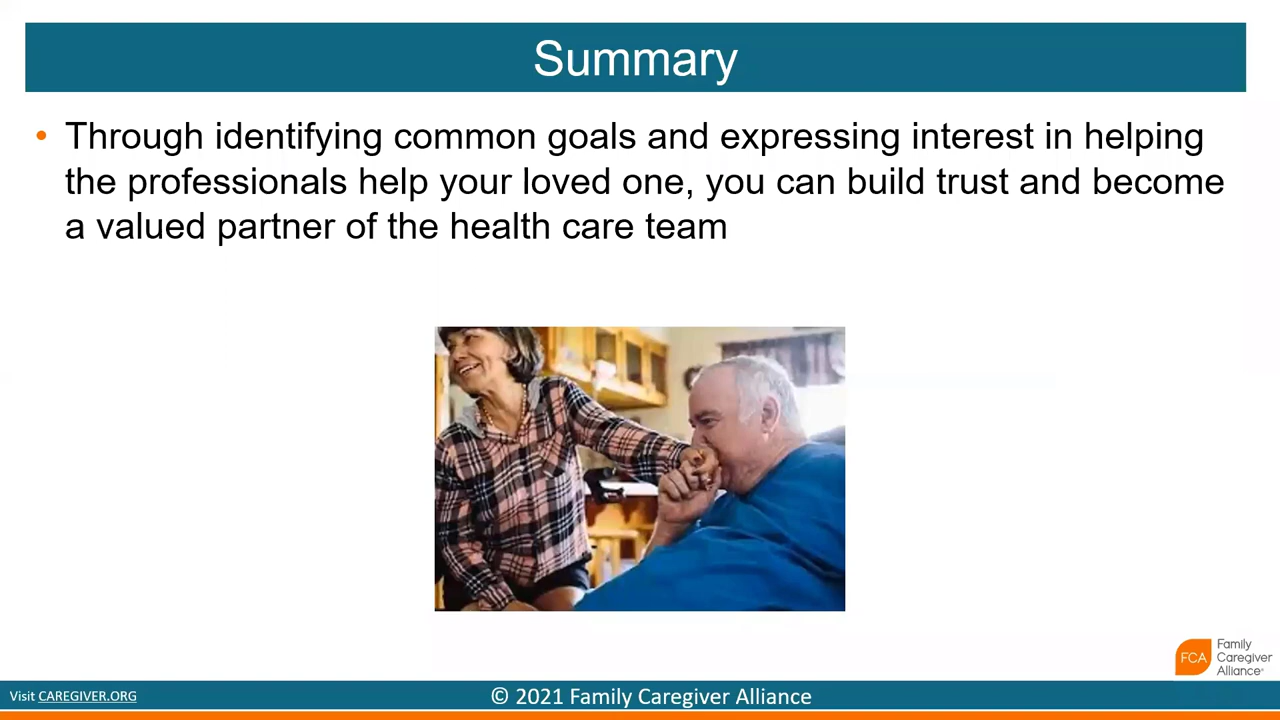 Summary
• Through identifying common goals and expressing interest in helping
the professionals help your loved one, you can build trust and become
a valued partner of the health care team
FCA
Family
Caregiver
Alliance®
Visit CAREGIVER.ORG
© 2021 Family Caregiver Alliance